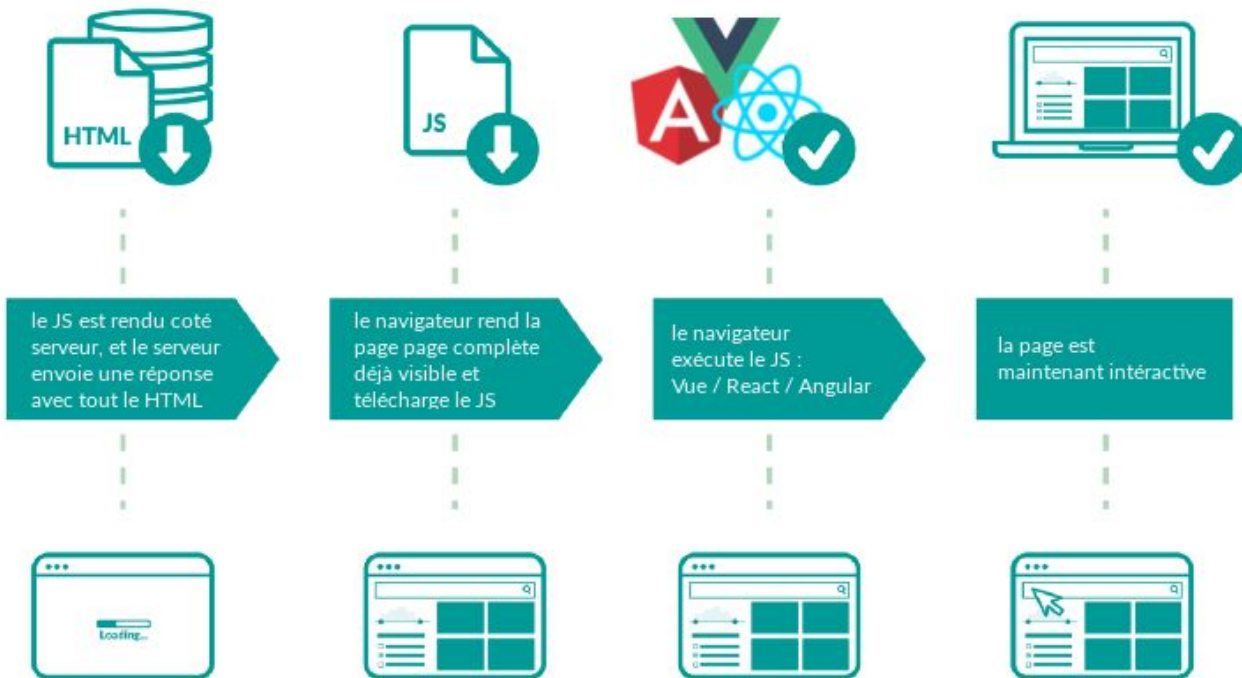 HTML
JS
A
le JS est rendu coté
serveur, et le serveur
envoie une réponse
avec tout le HTML
le navigateur rend la
page page complète
déjà visible et
télécharge le JS
le navigateur
exécute le JS :
Vue / React / Angular
la page est
maintenant intéractive
Loading...